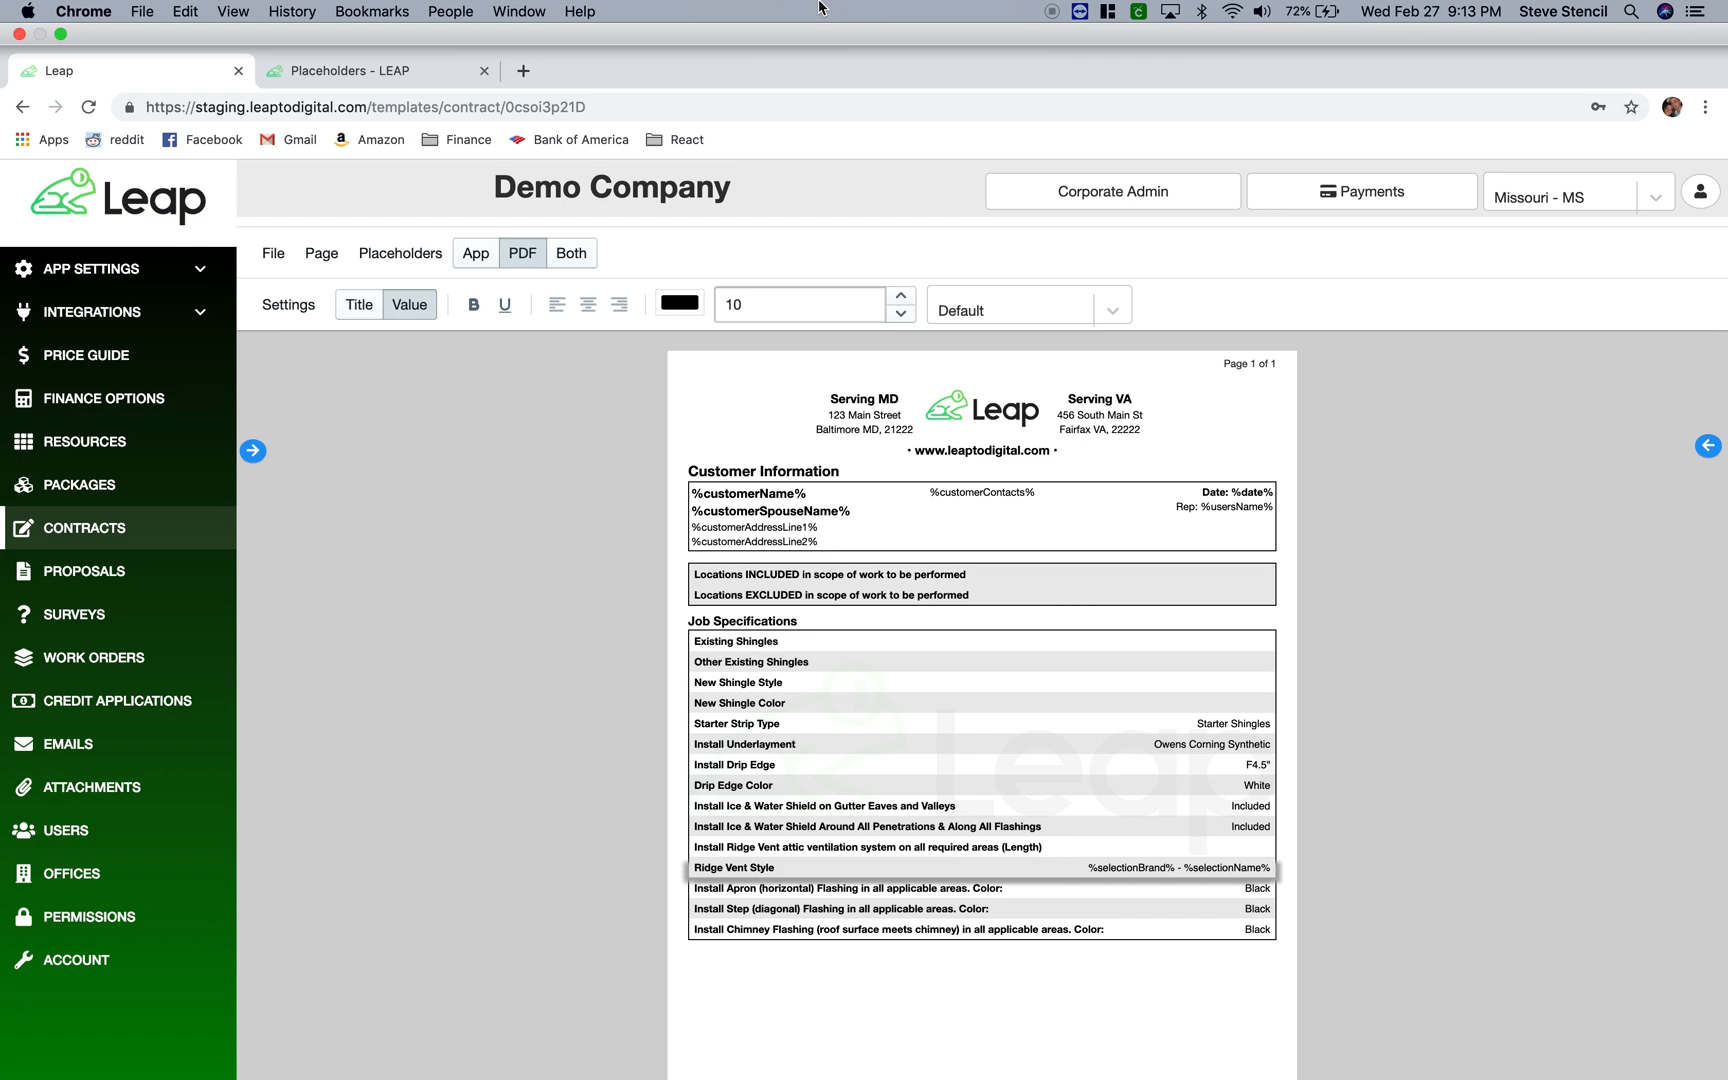 Chrome File Edit View History Bookmarks People Window Help 72% Wed Feb 27 9:13 PM Steve Stencil
Leap Placeholders - LEAP
https://staging.leaptodigital.com/templates/contract/0csoi3p21D
Apps reddit Facebook Gmail Amazon Finance Bank of America React
Leap Demo Company Corporate Admin Payments Missouri - MS
File Page Placeholders App PDF Both
Settings Title Value B U 10 Default
APP SETTINGS
INTEGRATIONS
PRICE GUIDE
FINANCE OPTIONS
RESOURCES
PACKAGES
CONTRACTS
PROPOSALS
SURVEYS
WORK ORDERS
CREDIT APPLICATIONS
EMAILS
ATTACHMENTS
USERS
OFFICES
PERMISSIONS
ACCOUNT
Page 1 of 1
Serving MD
123 Main Street
Baltimore MD, 21222
Leap
Serving VA
456 South Main St
Fairfax VA, 22222
· www.leaptodigital.com ·
Customer Information
%customerName% %customerContacts% Date: %date%
%customerSpouseName% Rep: %usersName%
%customerAddressLine1%
%customerAddressLine2%
Locations INCLUDED in scope of work to be performed
Locations EXCLUDED in scope of work to be performed
Job Specifications
Existing Shingles
Other Existing Shingles
New Shingle Style
New Shingle Color
Starter Strip Type Starter Shingles
Install Underlayment Owens Corning Synthetic
Install Drip Edge F4.5"
Drip Edge Color White
Install Ice & Water Shield on Gutter Eaves and Valleys Included
Install Ice & Water Shield Around All Penetrations & Along All Flashings Included
Install Ridge Vent attic ventilation system on all required areas (Length)
Ridge Vent Style %selectionBrand% - %selectionName%
Install Apron (horizontal) Flashing in all applicable areas. Color: Black
Install Step (diagonal) Flashing in all applicable areas. Color: Black
Install Chimney Flashing (roof surface meets chimney) in all applicable areas. Color: Black
Leap